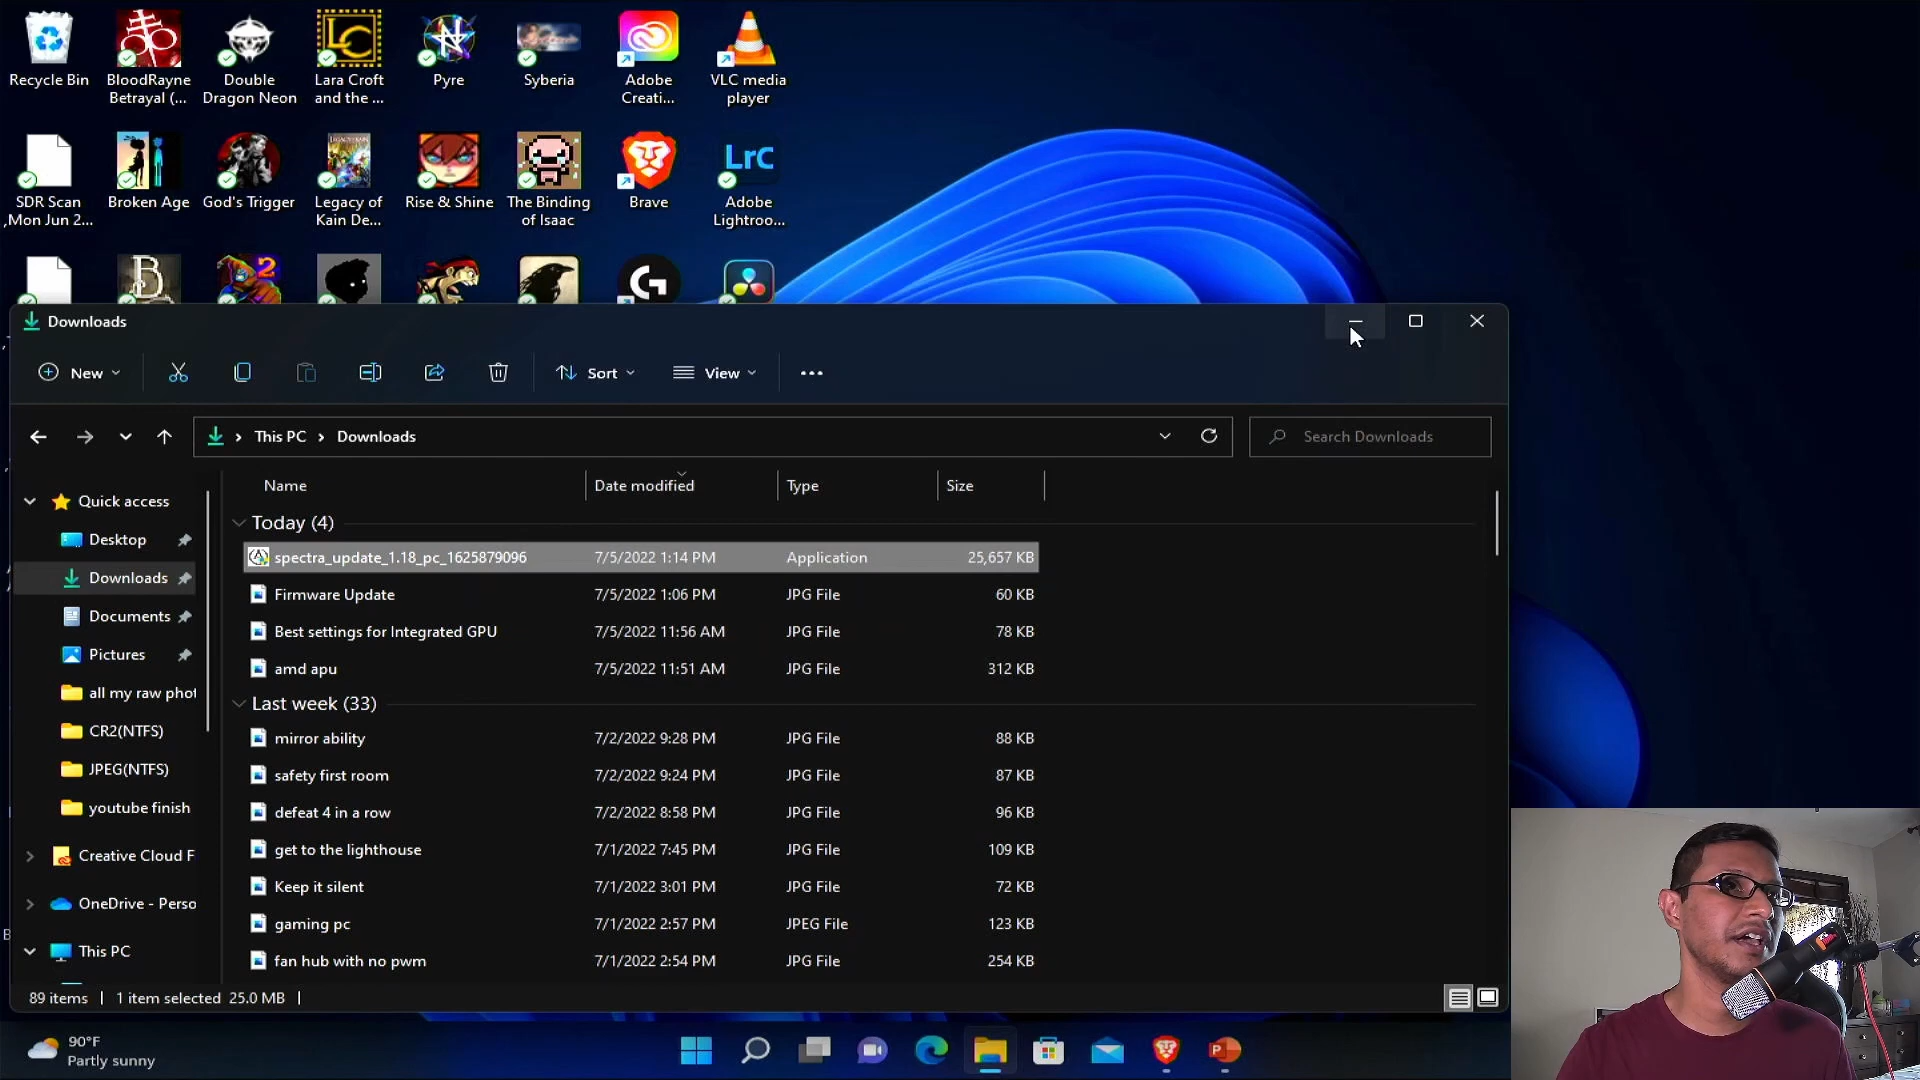 Recycle Bin
BloodRayne
Betrayal (...
Double
Dragon Neon
Lara Croft
and the ...
Pyre
Syberia
Adobe
Creati...
VLC media
player
SDR Scan
,Mon Jun 2...
Broken Age
God's Trigger
Legacy of
Kain De...
Rise & Shine
The Binding
of Isaac
Brave
LrC
Adobe
Lightroo...
Downloads
New
Sort
View
This PC
Downloads
Search Downloads
Name
Date modified
Type
Size
Quick access
Desktop
Downloads
Documents
Pictures
all my raw phot
CR2(NTFS)
JPEG(NTFS)
youtube finish
Creative Cloud F
OneDrive - Perso
This PC
Today (4)
spectra_update_1.18_pc_1625879096 7/5/2022 1:14 PM Application 25,657 KB
Firmware Update 7/5/2022 1:06 PM JPG File 60 KB
Best settings for Integrated GPU 7/5/2022 11:56 AM JPG File 78 KB
amd apu 7/5/2022 11:51 AM JPG File 312 KB
Last week (33)
mirror ability 7/2/2022 9:28 PM JPG File 88 KB
safety first room 7/2/2022 9:24 PM JPG File 87 KB
defeat 4 in a row 7/2/2022 8:58 PM JPG File 96 KB
get to the lighthouse 7/1/2022 7:45 PM JPG File 109 KB
Keep it silent 7/1/2022 3:01 PM JPG File 72 KB
gaming pc 7/1/2022 2:57 PM JPEG File 123 KB
fan hub with no pwm 7/1/2022 2:54 PM JPG File 254 KB
89 items
1 item selected 25.0 MB
90°F
Partly sunny